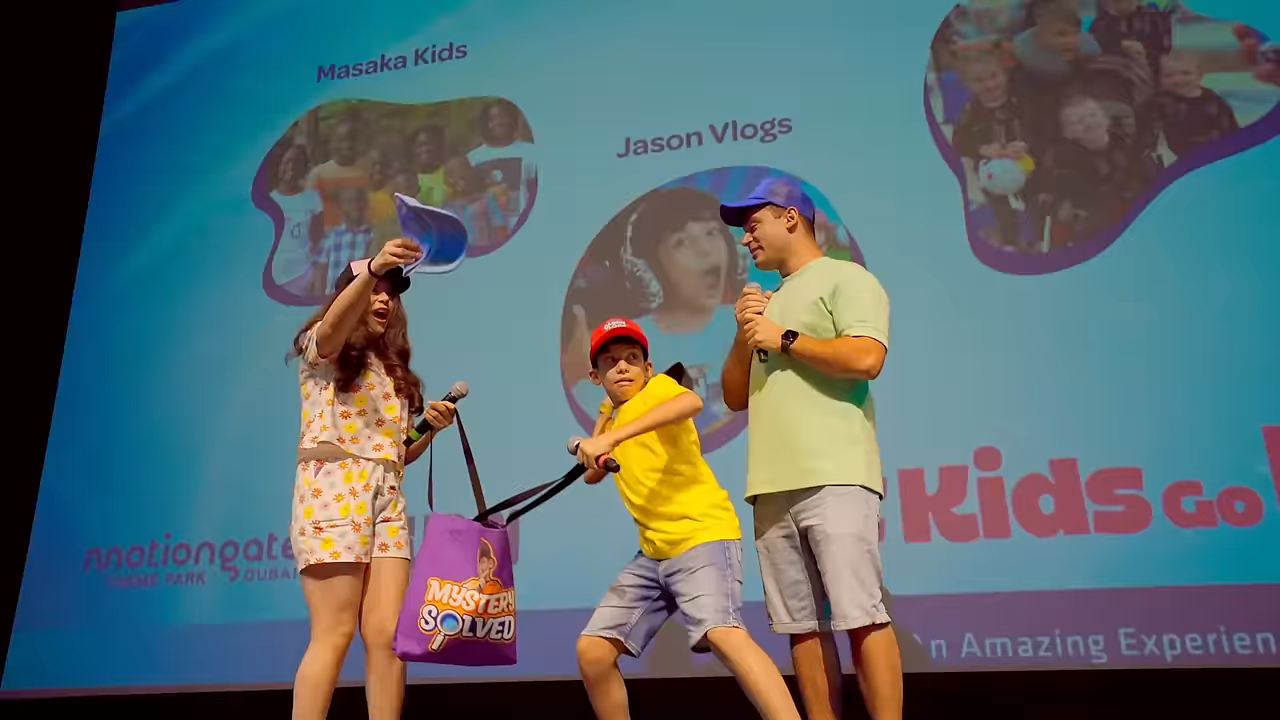 Masaka Kids
Jason Vlogs
Kids Go
motiongate
THEME PARK DUBAI
MYSTERY
SOLVED
An Amazing Experien